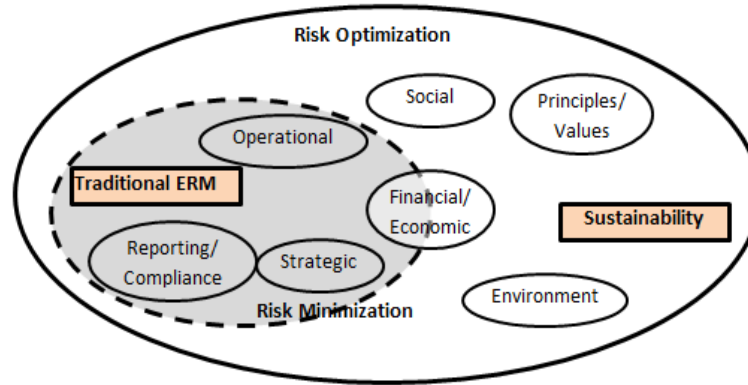 Risk Optimization
Social
Principles/
Values
Operational
Traditional ERM
Financial/
Economic
Sustainability
Reporting/
Compliance
Strategic
Environment
Risk Minimization